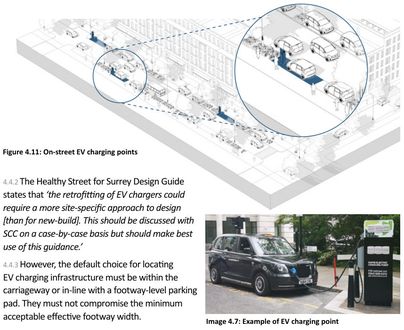 Figure 4.11: On-street EV charging points
4.4.2 The Healthy Street for Surrey Design Guide
states that ‘the retrofitting of EV chargers could
require a more site-specific approach to design
[than for new-build]. This should be discussed with
SCC on a case-by-case basis but should make best
use of this guidance.’
4.4.3 However, the default choice for locating
EV charging infrastructure must be within the
carriageway or in-line with a footway-level parking
pad. They must not compromise the minimum
acceptable effective footway width.
Image 4.7: Example of EV charging point